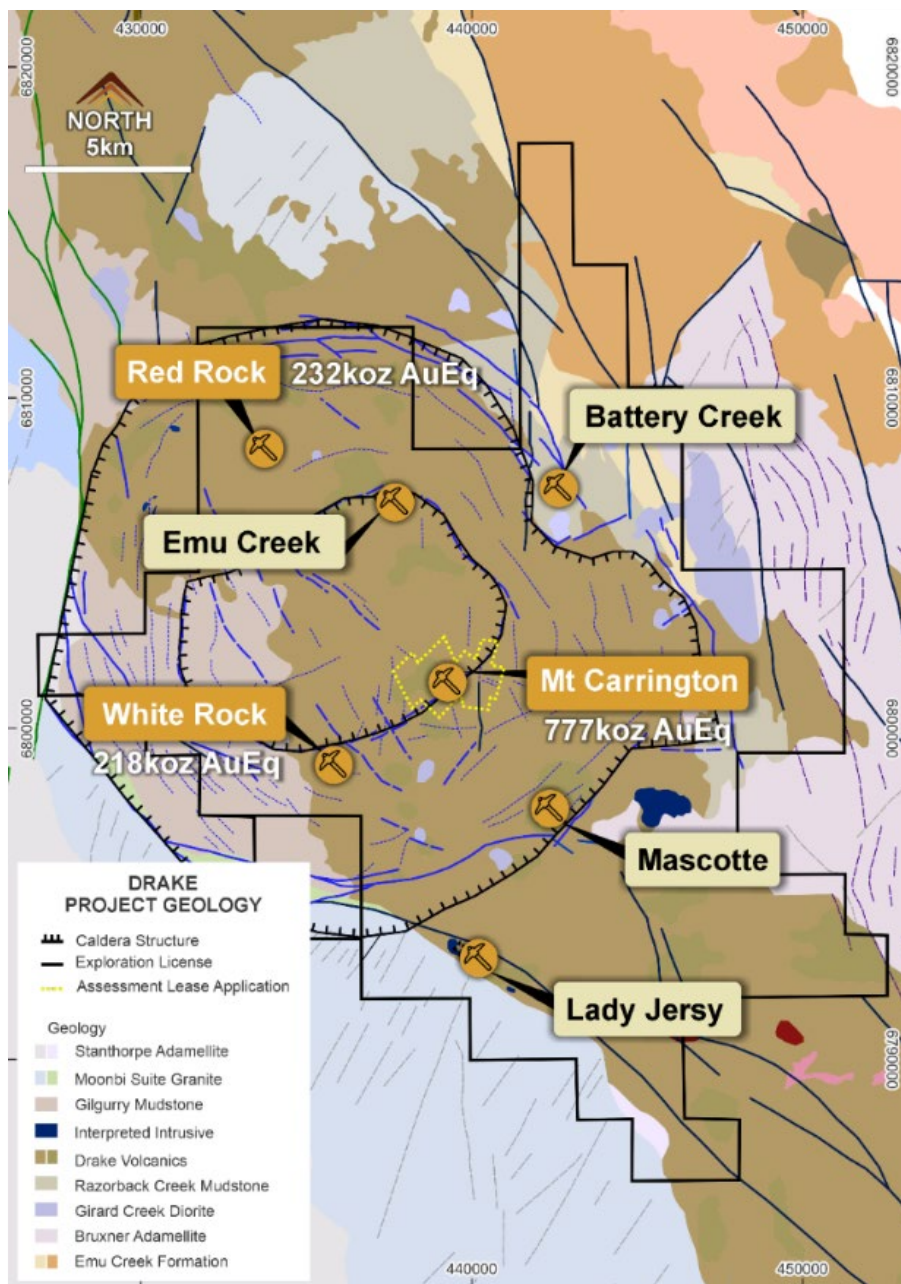 430000
440000
450000
6820000
6820000
NORTH
5km
Red Rock
232koz AuEq
6810000
6810000
Battery Creek
Emu Creek
Mt Carrington
777koz AuEq
White Rock
218koz AuEq
6800000
6800000
Mascotte
Lady Jersy
DRAKE
PROJECT GEOLOGY
Caldera Structure
Exploration License
Assessment Lease Application
Geology
Stanthorpe Adamellite
Moonbi Suite Granite
Gilgurry Mudstone
Interpreted Intrusive
Drake Volcanics
Razorback Creek Mudstone
Girard Creek Diorite
Bruxner Adamellite
Emu Creek Formation
6790000
440000
450000